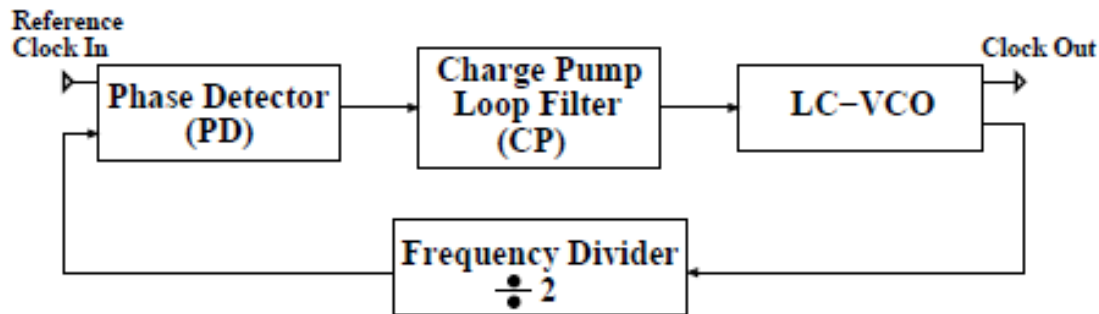 Reference
Clock In
Phase Detector
(PD)
Charge Pump
Loop Filter
(CP)
LC−VCO
Clock Out
Frequency Divider
÷ 2